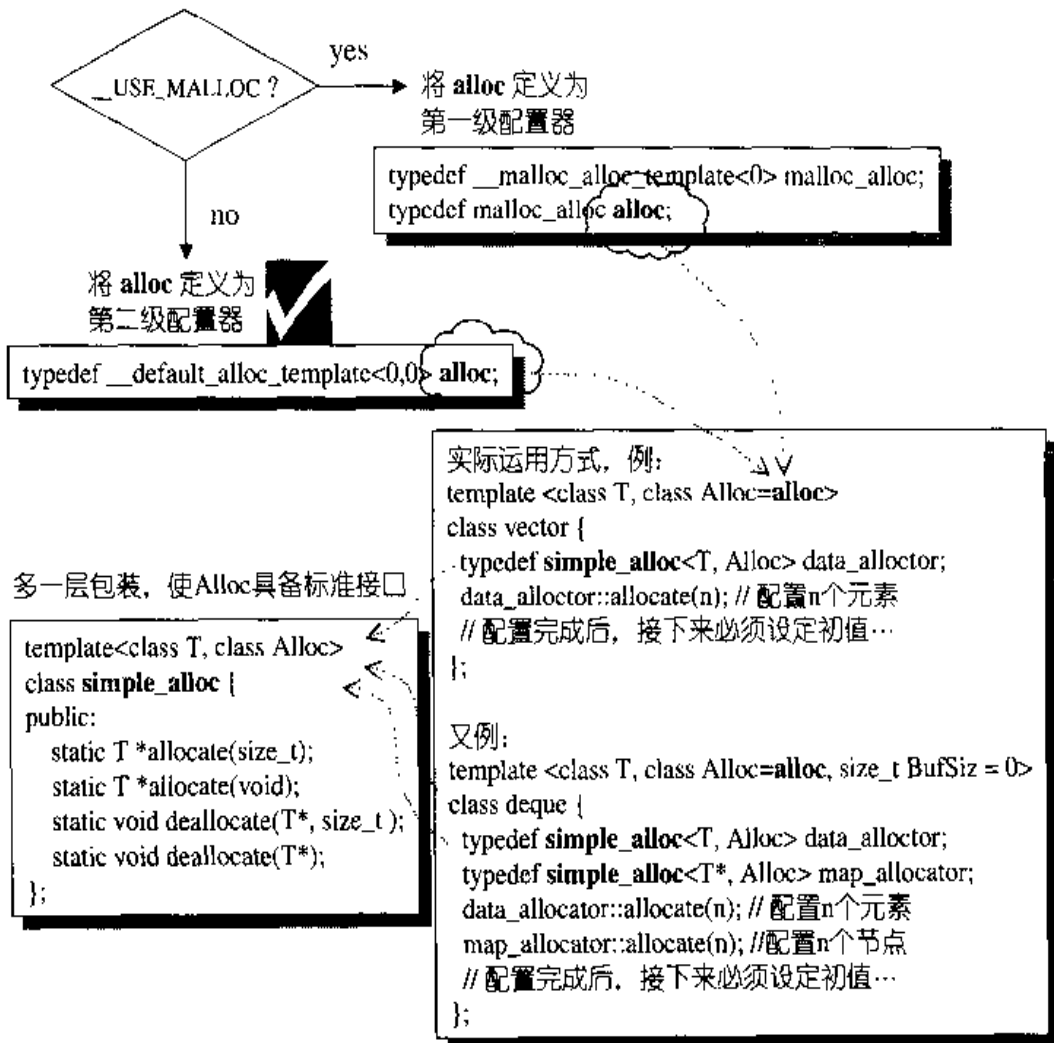 __USE_MALLOC ?
yes
将 alloc 定义为
第一级配置器
typedef __malloc_alloc_template<0> malloc_alloc;
typedef malloc_alloc alloc;
no
将 alloc 定义为
第二级配置器
typedef __default_alloc_template<0,0> alloc;
实际运用方式，例：
template <class T, class Alloc=alloc>
class vector {
typedef simple_alloc<T, Alloc> data_alloctor;
data_alloctor::allocate(n); // 配置n个元素
// 配置完成后，接下来必须设定初值…
};
又例：
template <class T, class Alloc=alloc, size_t BufSiz = 0>
class deque {
typedef simple_alloc<T, Alloc> data_alloctor;
typedef simple_alloc<T*, Alloc> map_allocator;
data_allocator::allocate(n); // 配置n个元素
map_allocator::allocate(n); //配置n个节点
// 配置完成后，接下来必须设定初值…
};
多一层包装，使Alloc具备标准接口
template<class T, class Alloc>
class simple_alloc {
public:
static T *allocate(size_t);
static T *allocate(void);
static void deallocate(T*, size_t );
static void deallocate(T*);
};